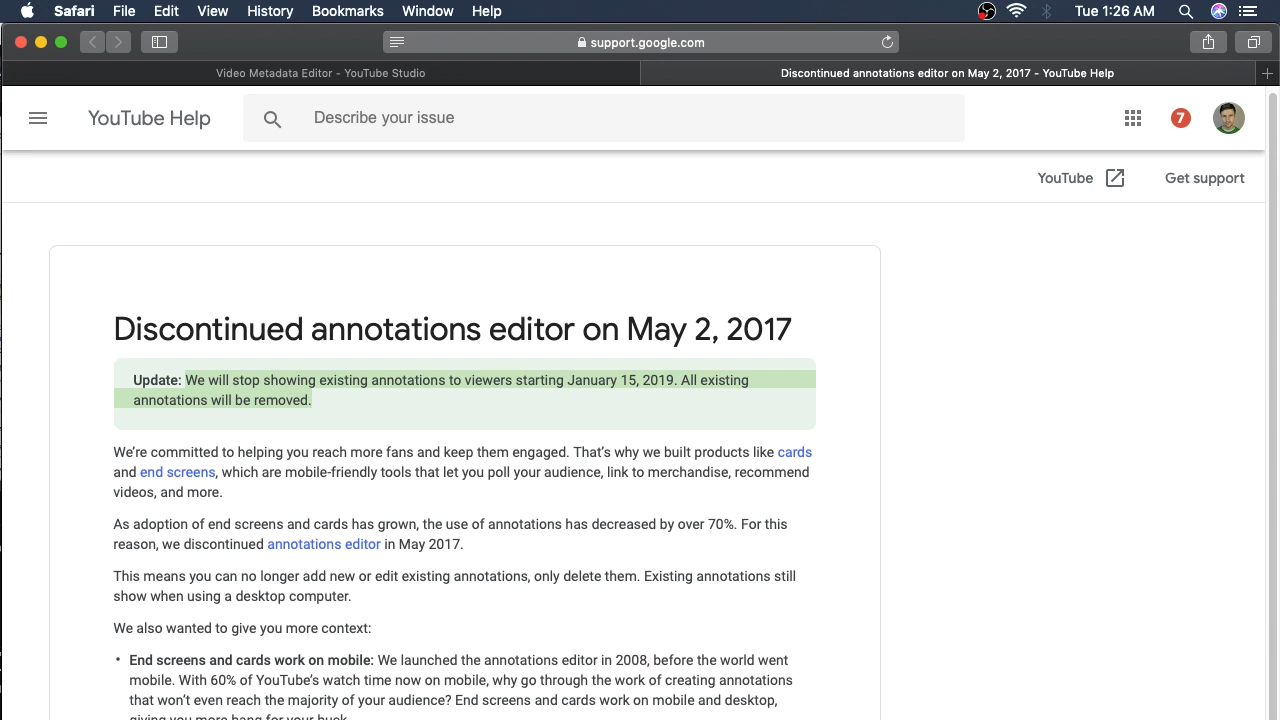 Safari File Edit View History Bookmarks Window Help Tue 1:26 AM
support.google.com
Video Metadata Editor - YouTube Studio
Discontinued annotations editor on May 2, 2017 - YouTube Help
YouTube Help
Describe your issue
7
YouTube
Get support
Discontinued annotations editor on May 2, 2017
Update: We will stop showing existing annotations to viewers starting January 15, 2019. All existing
annotations will be removed.
We're committed to helping you reach more fans and keep them engaged. That's why we built products like cards
and end screens, which are mobile-friendly tools that let you poll your audience, link to merchandise, recommend
videos, and more.
As adoption of end screens and cards has grown, the use of annotations has decreased by over 70%. For this
reason, we discontinued annotations editor in May 2017.
This means you can no longer add new or edit existing annotations, only delete them. Existing annotations still
show when using a desktop computer.
We also wanted to give you more context:
• End screens and cards work on mobile: We launched the annotations editor in 2008, before the world went
mobile. With 60% of YouTube's watch time now on mobile, why go through the work of creating annotations
that won't even reach the majority of your audience? End screens and cards work on mobile and desktop,
giving you more bang for your buck.